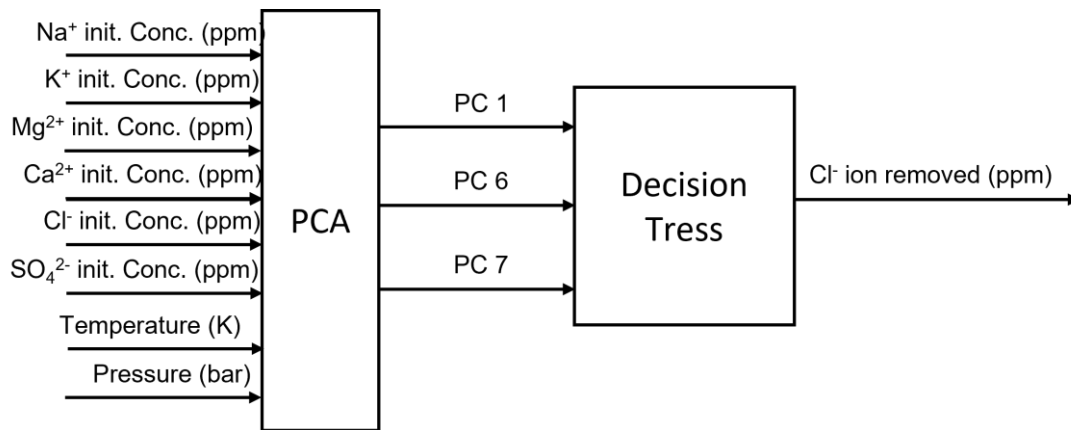 Na⁺ init. Conc. (ppm)
K⁺ init. Conc. (ppm)
Mg²⁺ init. Conc. (ppm)
Ca²⁺ init. Conc. (ppm)
Cl⁻ init. Conc. (ppm)
SO₄²⁻ init. Conc. (ppm)
Temperature (K)
Pressure (bar)
PCA
PC 1
PC 6
PC 7
Decision
Tress
Cl⁻ ion removed (ppm)